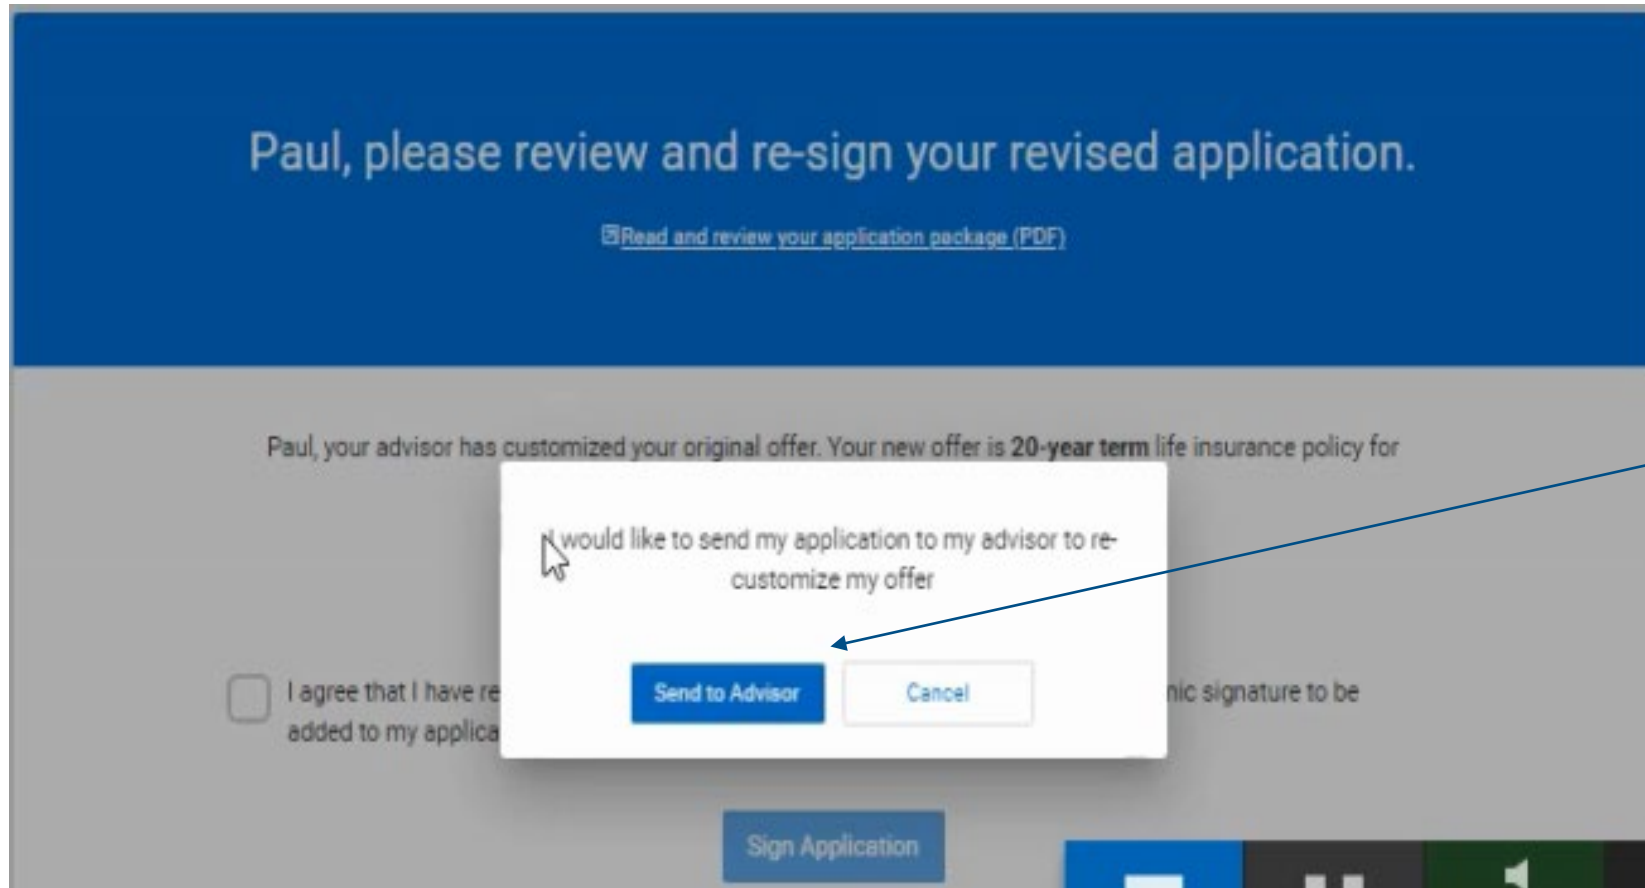 Paul, please review and re-sign your revised application.
Read and review your application package (PDF)
Paul, your advisor has customized your original offer. Your new offer is 20-year term life insurance policy for
I would like to send my application to my advisor to re-
customize my offer
Send to Advisor
Cancel
I agree that I have re
nic signature to be
added to my applica
Sign Application